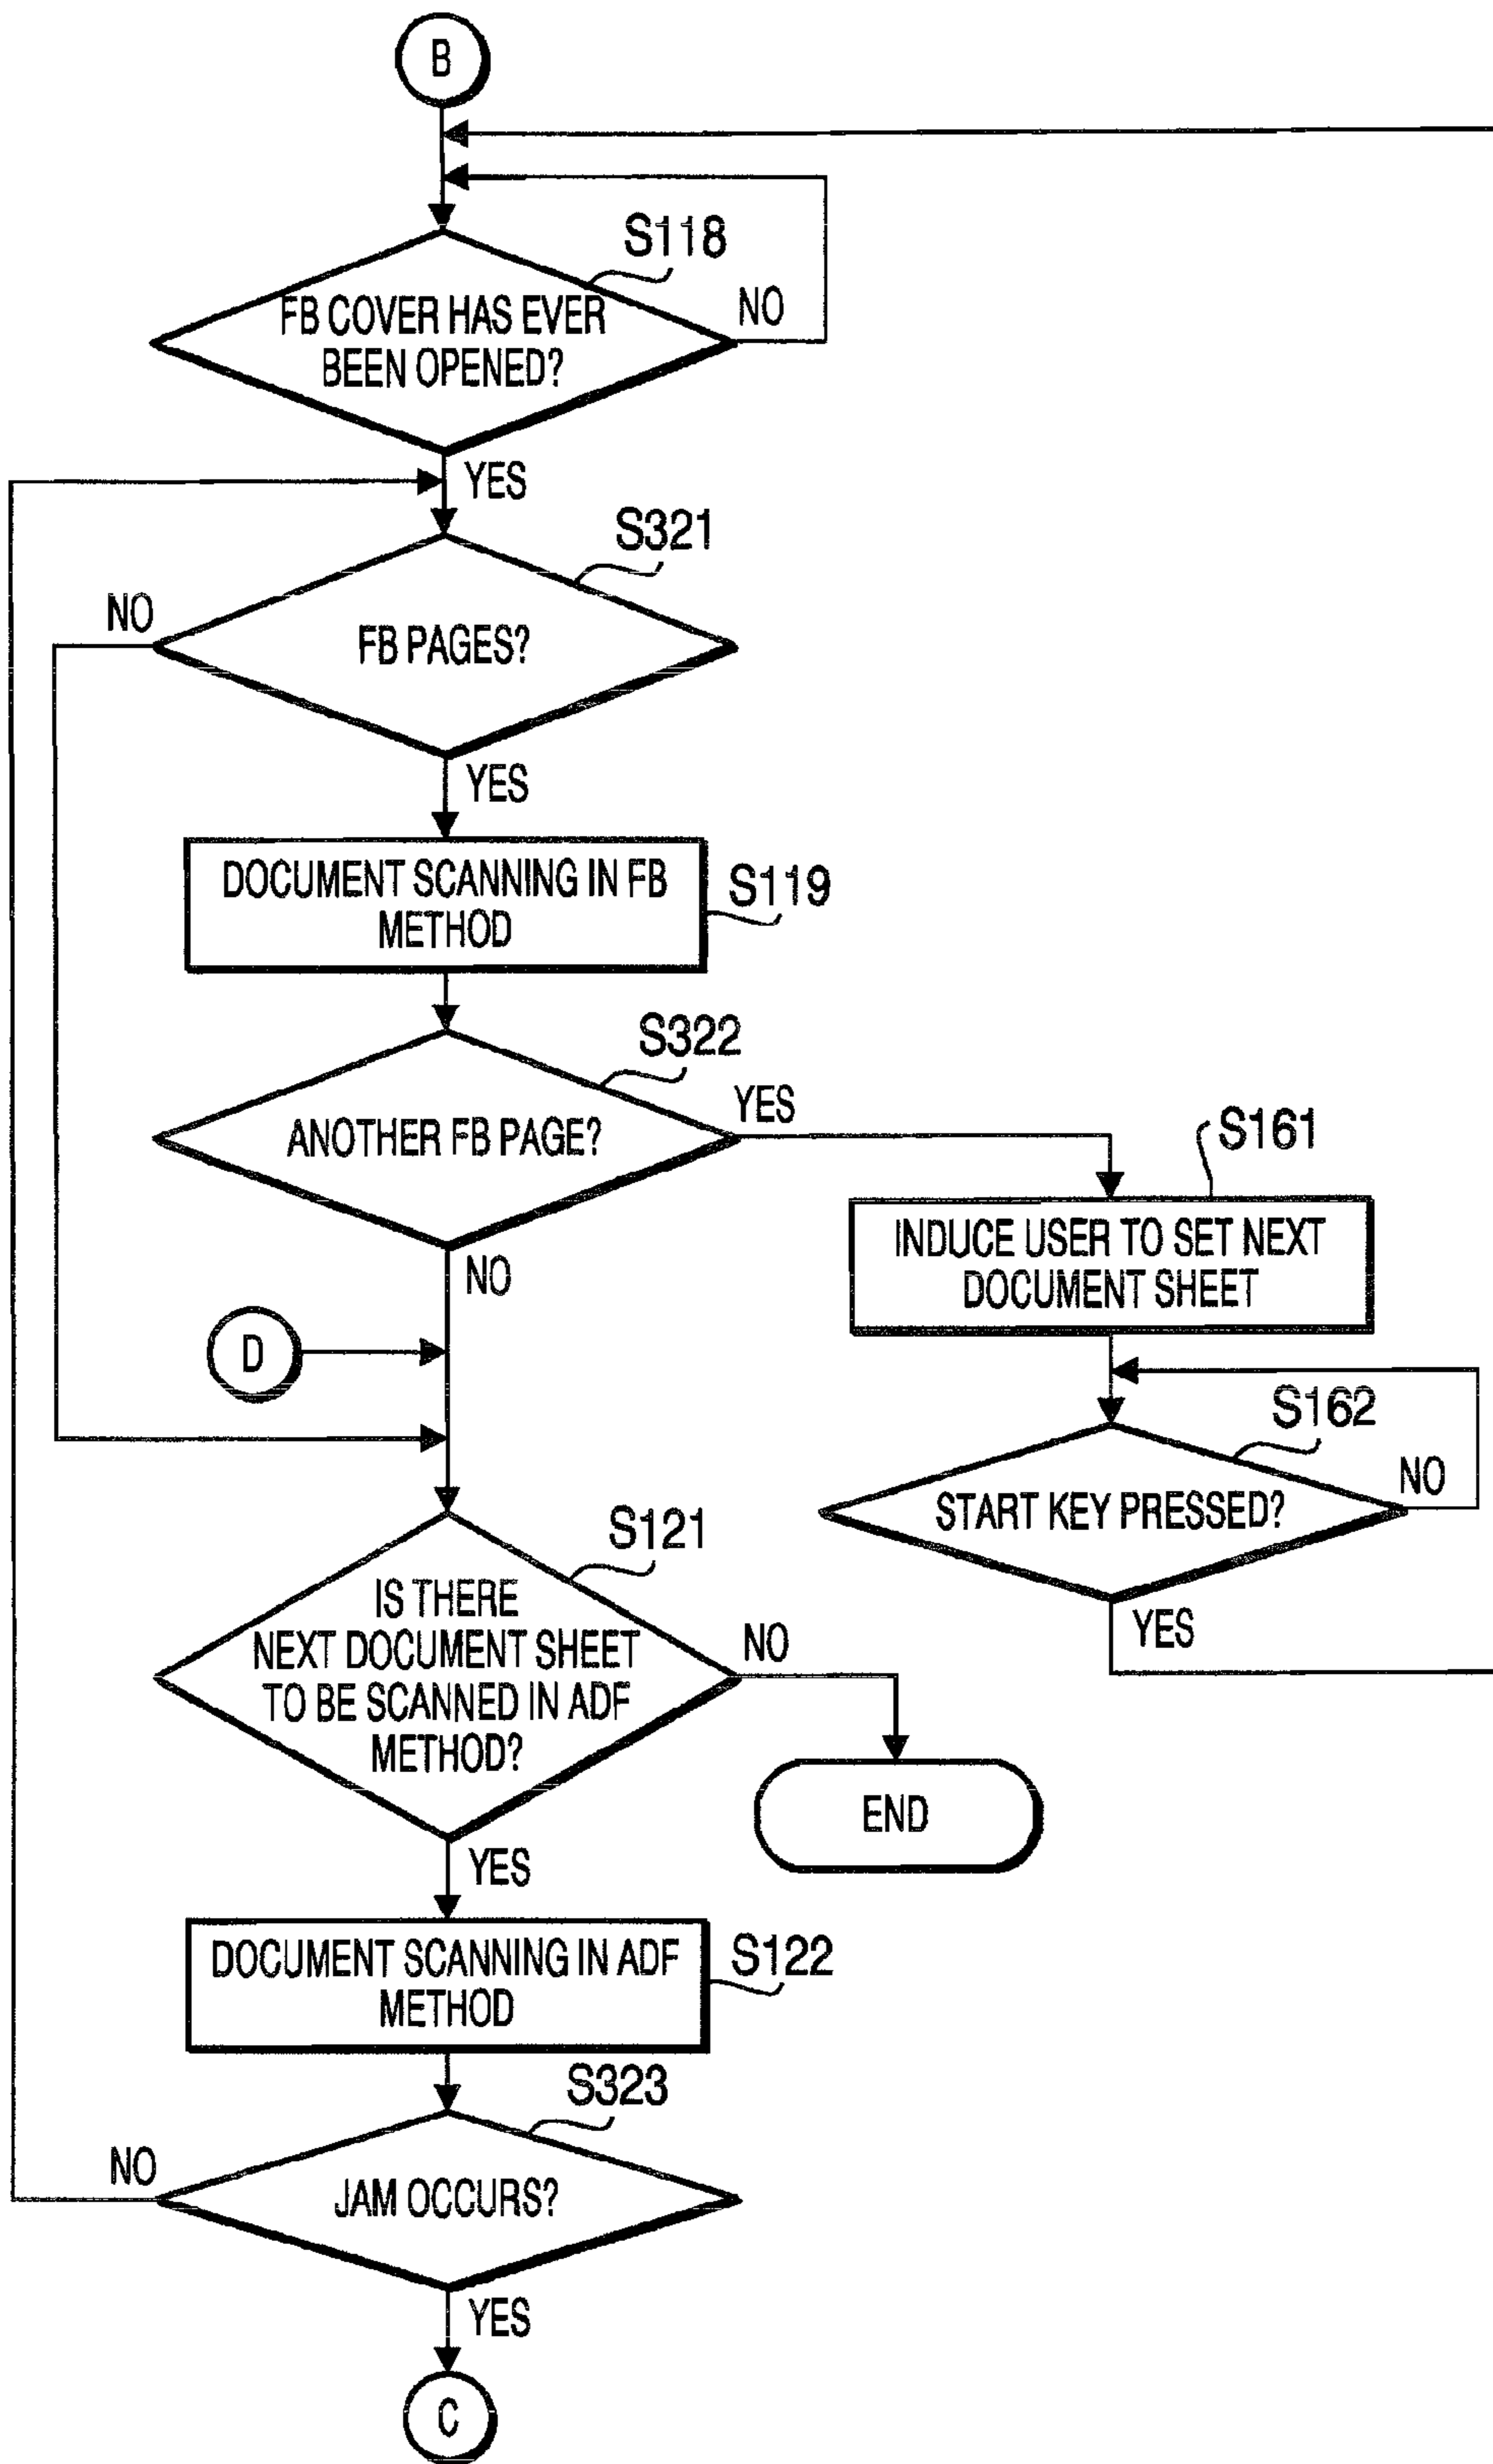 B
S118
FB COVER HAS EVER
BEEN OPENED?
NO
YES
S321
NO
FB PAGES?
YES
DOCUMENT SCANNING IN FB
METHOD
S119
S322
YES
ANOTHER FB PAGE?
NO
S161
INDUCE USER TO SET NEXT
DOCUMENT SHEET
D
S162
NO
START KEY PRESSED?
YES
S121
IS THERE
NEXT DOCUMENT SHEET
TO BE SCANNED IN ADF
METHOD?
NO
END
YES
DOCUMENT SCANNING IN ADF
METHOD
S122
S323
NO
JAM OCCURS?
YES
C